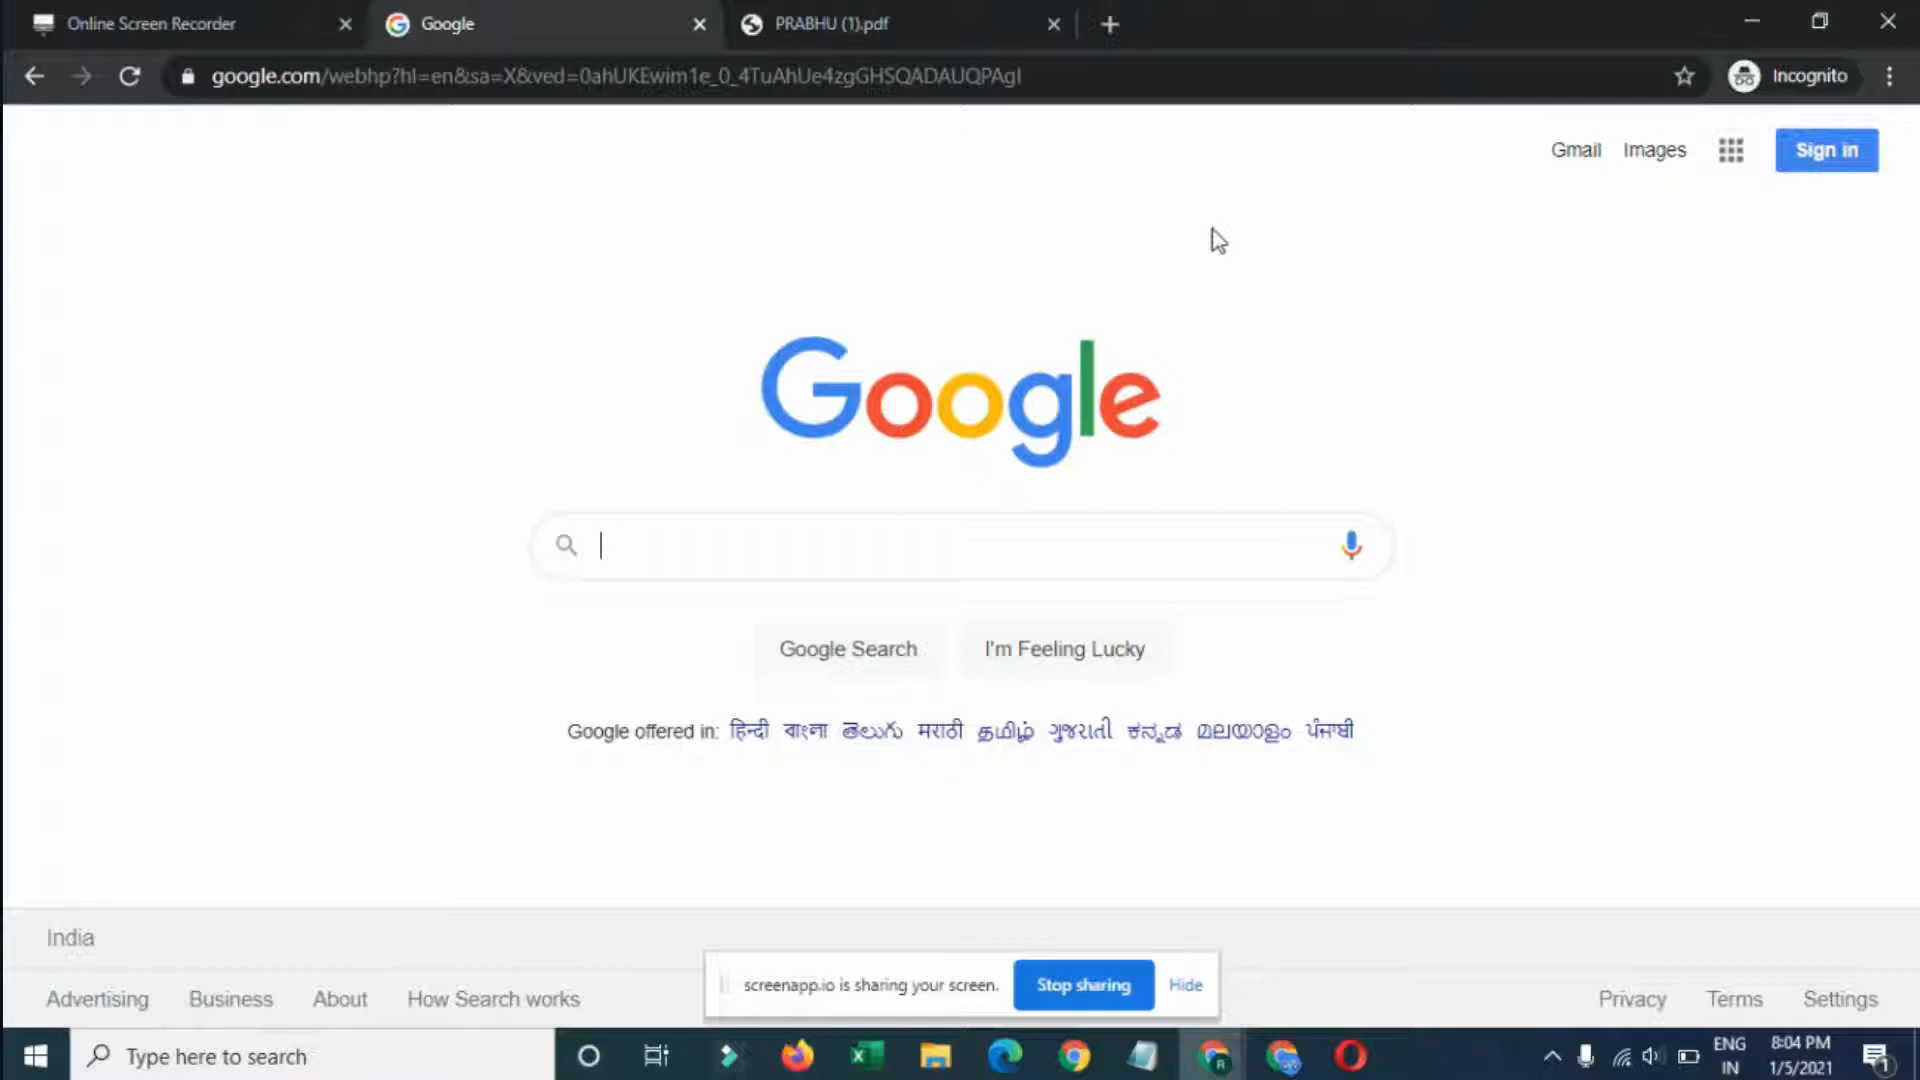 Online Screen Recorder
Google
PRABHU (1).pdf
google.com/webhp?hl=en&sa=X&ved=0ahUKEwim1e_0_4TuAhUe4zgGHSQADAUQPAgI
Incognito
Gmail Images Sign in
Google
Google Search I'm Feeling Lucky
Google offered in: हिन्दी বাংলা తెలుగు मराठी தமிழ் ગુજરાતી ಕನ್ನಡ മലയാളം ਪੰਜਾਬੀ
India
screenapp.io is sharing your screen. Stop sharing Hide
Advertising Business About How Search works Privacy Terms Settings
Type here to search
ENG
IN
8:04 PM
1/5/2021
1